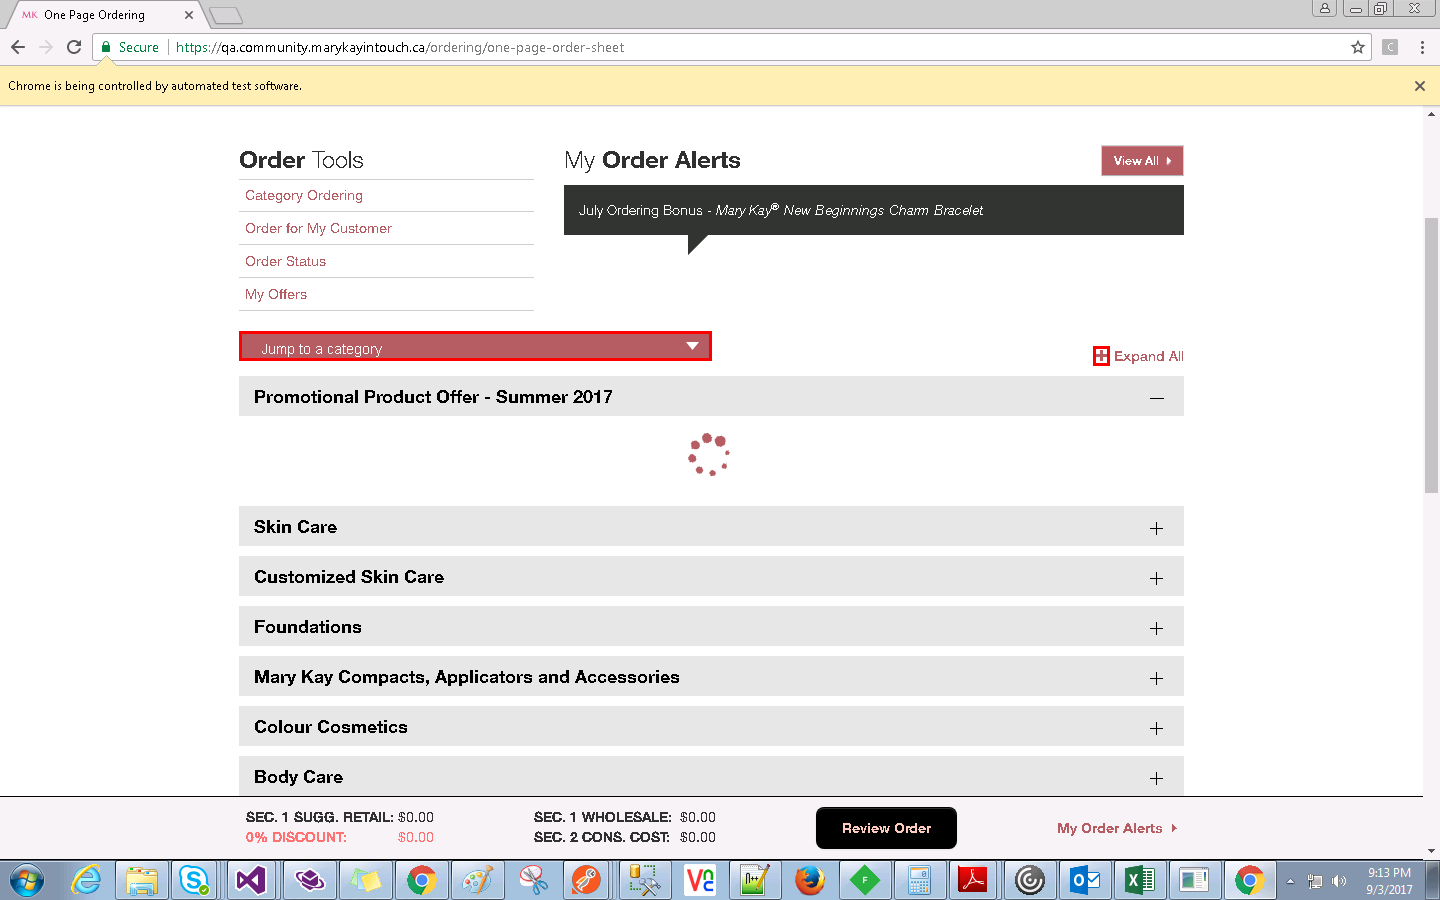 MK One Page Ordering
Secure https://qa.community.marykayintouch.ca/ordering/one-page-order-sheet
C
Chrome is being controlled by automated test software.
Order Tools
Category Ordering
Order for My Customer
Order Status
My Offers
My Order Alerts
View All
July Ordering Bonus - Mary Kay® New Beginnings Charm Bracelet
Jump to a category
Expand All
Promotional Product Offer - Summer 2017
Skin Care
Customized Skin Care
Foundations
Mary Kay Compacts, Applicators and Accessories
Colour Cosmetics
Body Care
SEC. 1 SUGG. RETAIL: $0.00
0% DISCOUNT: $0.00
SEC. 1 WHOLESALE: $0.00
SEC. 2 CONS. COST: $0.00
Review Order
My Order Alerts
9:13 PM
9/3/2017